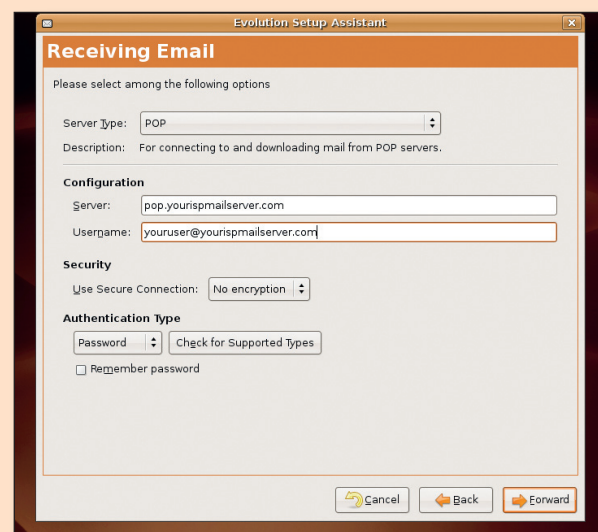 Evolution Setup Assistant
Receiving Email
Please select among the following options
Server Type: POP
Description: For connecting to and downloading mail from POP servers.
Configuration
Server: pop.yourispmailserver.com
Username: youruser@yourispmailserver.com
Security
Use Secure Connection: No encryption
Authentication Type
Password Check for Supported Types
Remember password
Cancel Back Forward